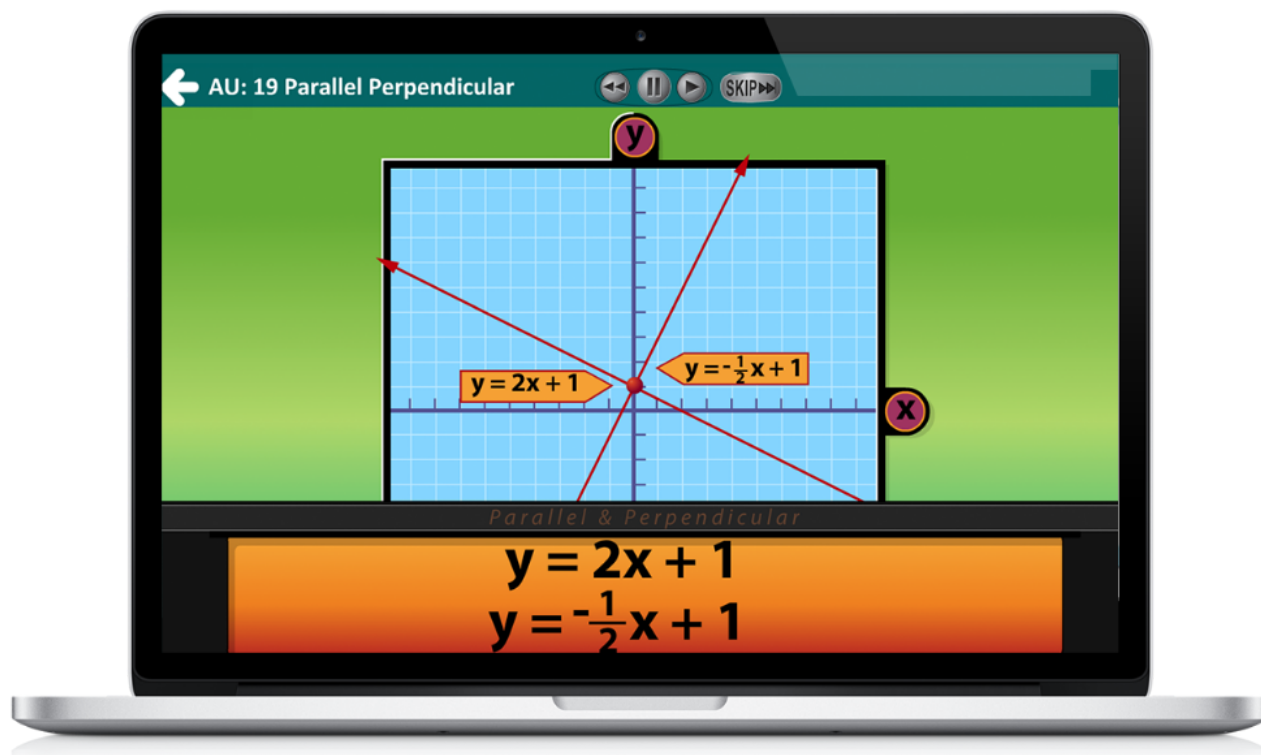 AU: 19 Parallel Perpendicular
SKIP
y
y = 2x + 1
y = -1/2x + 1
x
Parallel & Perpendicular
y = 2x + 1
y = -1/2x + 1